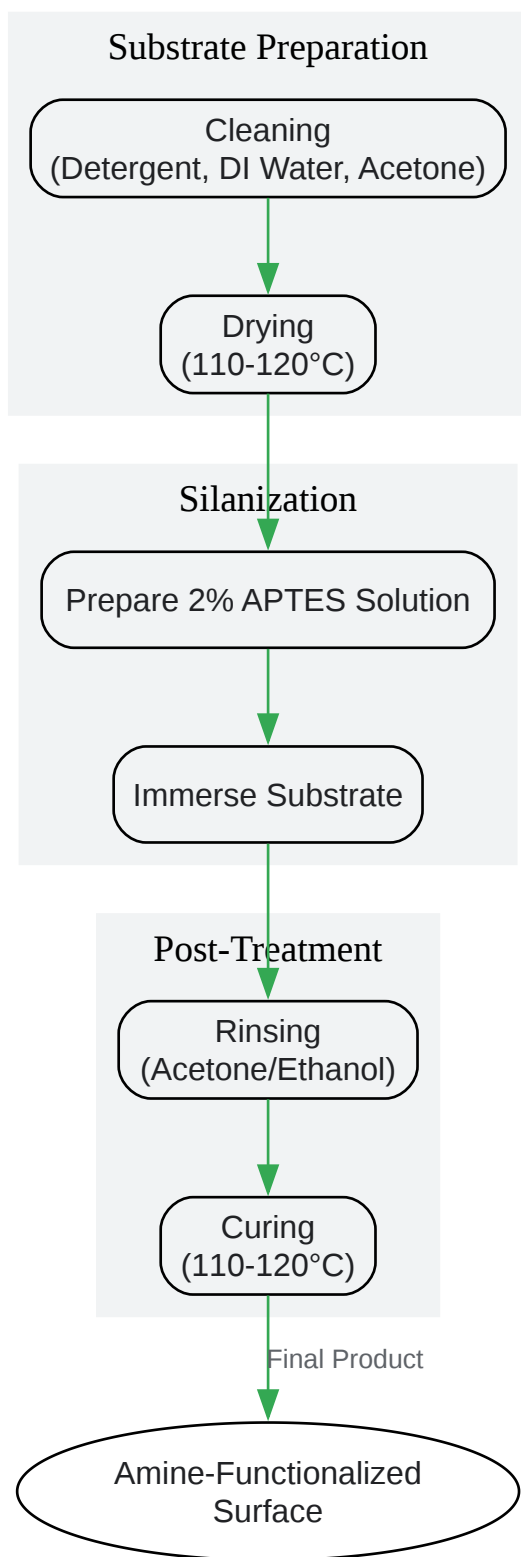 Substrate Preparation
Cleaning
(Detergent, DI Water, Acetone)
Drying
(110-120°C)
Silanization
Prepare 2% APTES Solution
Immerse Substrate
Post-Treatment
Rinsing
(Acetone/Ethanol)
Curing
(110-120°C)
Final Product
Amine-Functionalized
Surface